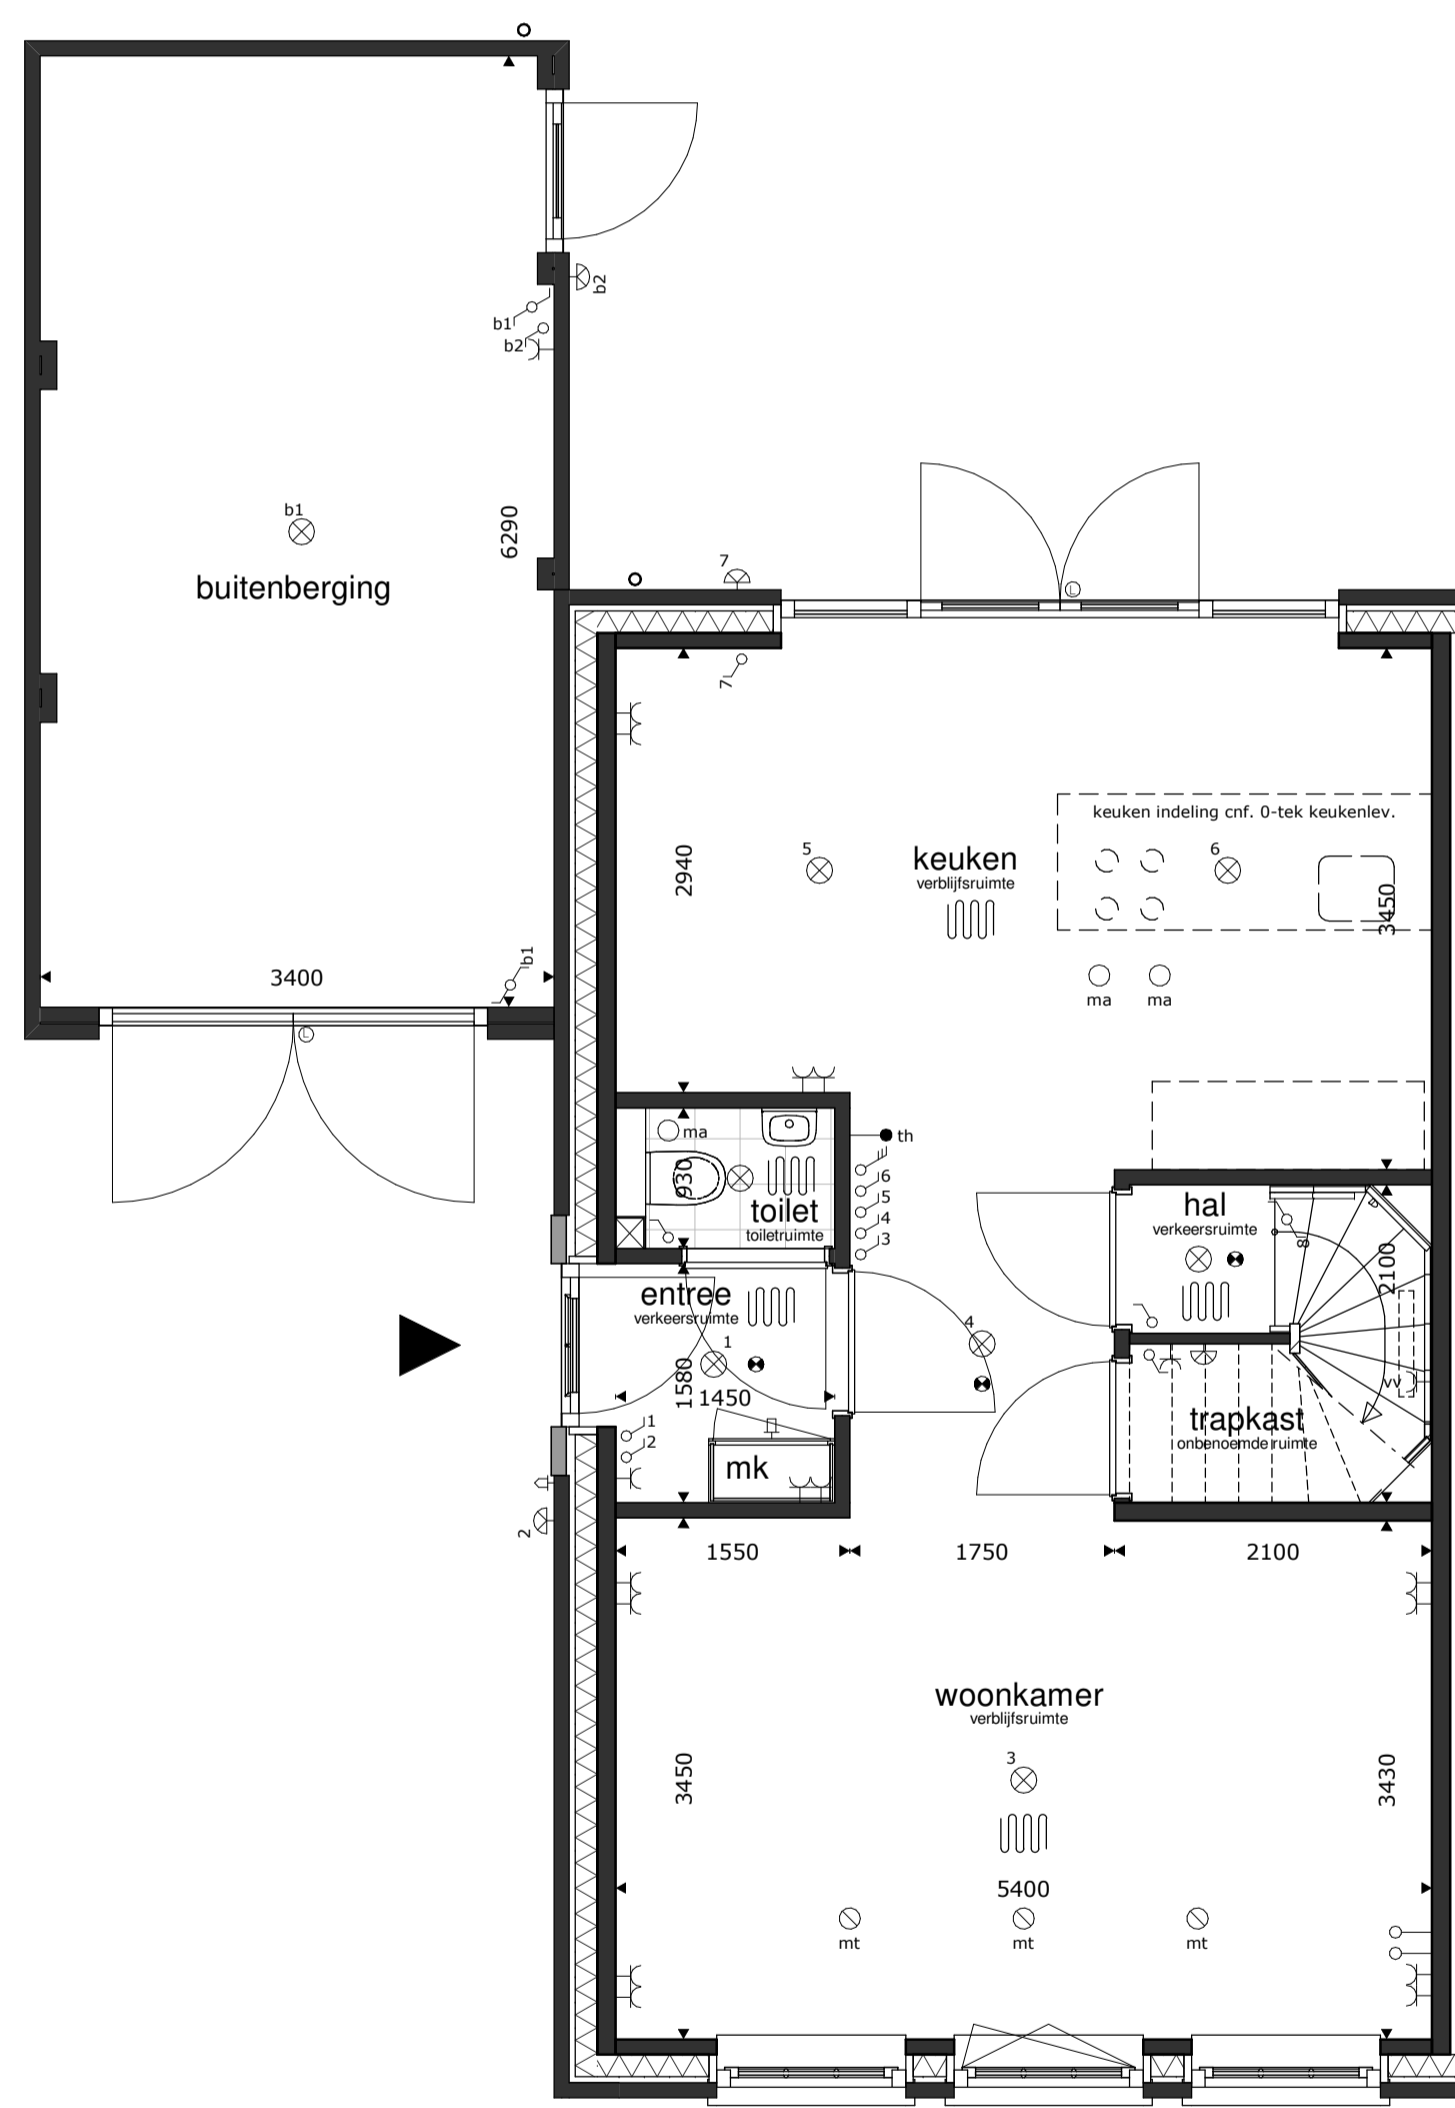 b2
b1
b2
b1
6290
buitenberging
7
7
keuken indeling cnf. 0-tek keukenlev.
5
keuken
6
verblijfsruimte
2940
3450
b1
3400
L
L
ma
ma
ma
th
930
6
5
4
3
toilet
toiletruimte
hal
verkeersruimte
8
2100
entree
verkeersruimte
1
4
1580
1450
vv
trapkast
onbenoemde ruimte
1
2
mk
2
1550
1750
2100
woonkamer
verblijfsruimte
3
3450
3430
5400
mt
mt
mt